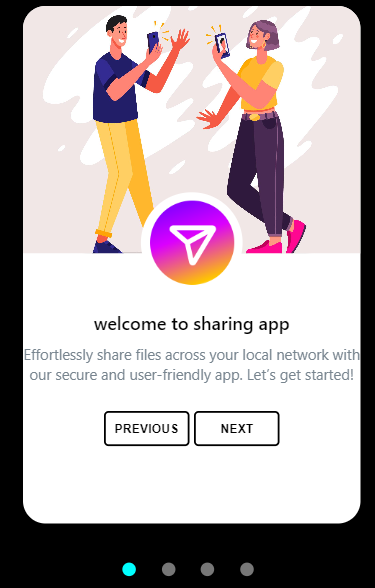 welcome to sharing app
Effortlessly share files across your local network with
our secure and user-friendly app. Let’s get started!
PREVIOUS NEXT